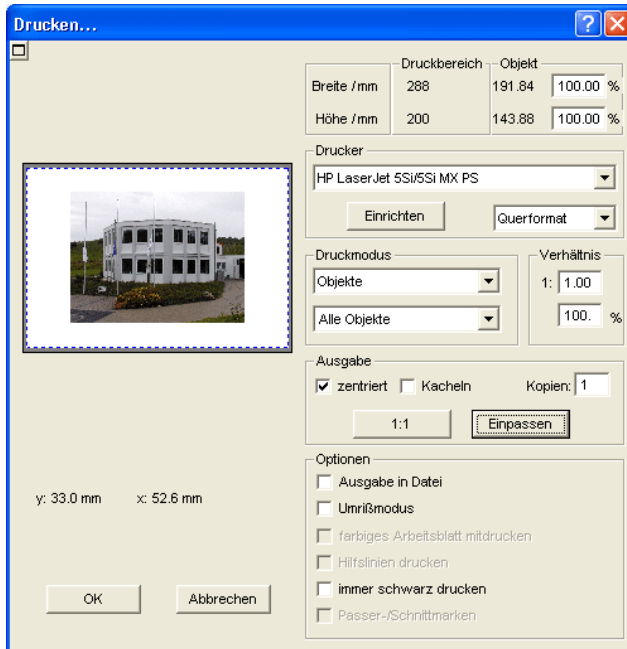 Drucken...
Druckbereich Objekt
Breite /mm 288 191.84 100.00 %
Höhe /mm 200 143.88 100.00 %
Drucker
HP LaserJet 5Si/5Si MX PS
Einrichten Querformat
Druckmodus Verhältnis
Objekte 1: 1.00
Alle Objekte 100. %
Ausgabe
zentriert Kacheln Kopien: 1
1:1 Einpassen
Optionen
Ausgabe in Datei
y: 33.0 mm x: 52.6 mm
Umrißmodus
farbiges Arbeitsblatt mitdrucken
Hilfslinien drucken
immer schwarz drucken
OK Abbrechen
Passer-/Schnittmarken